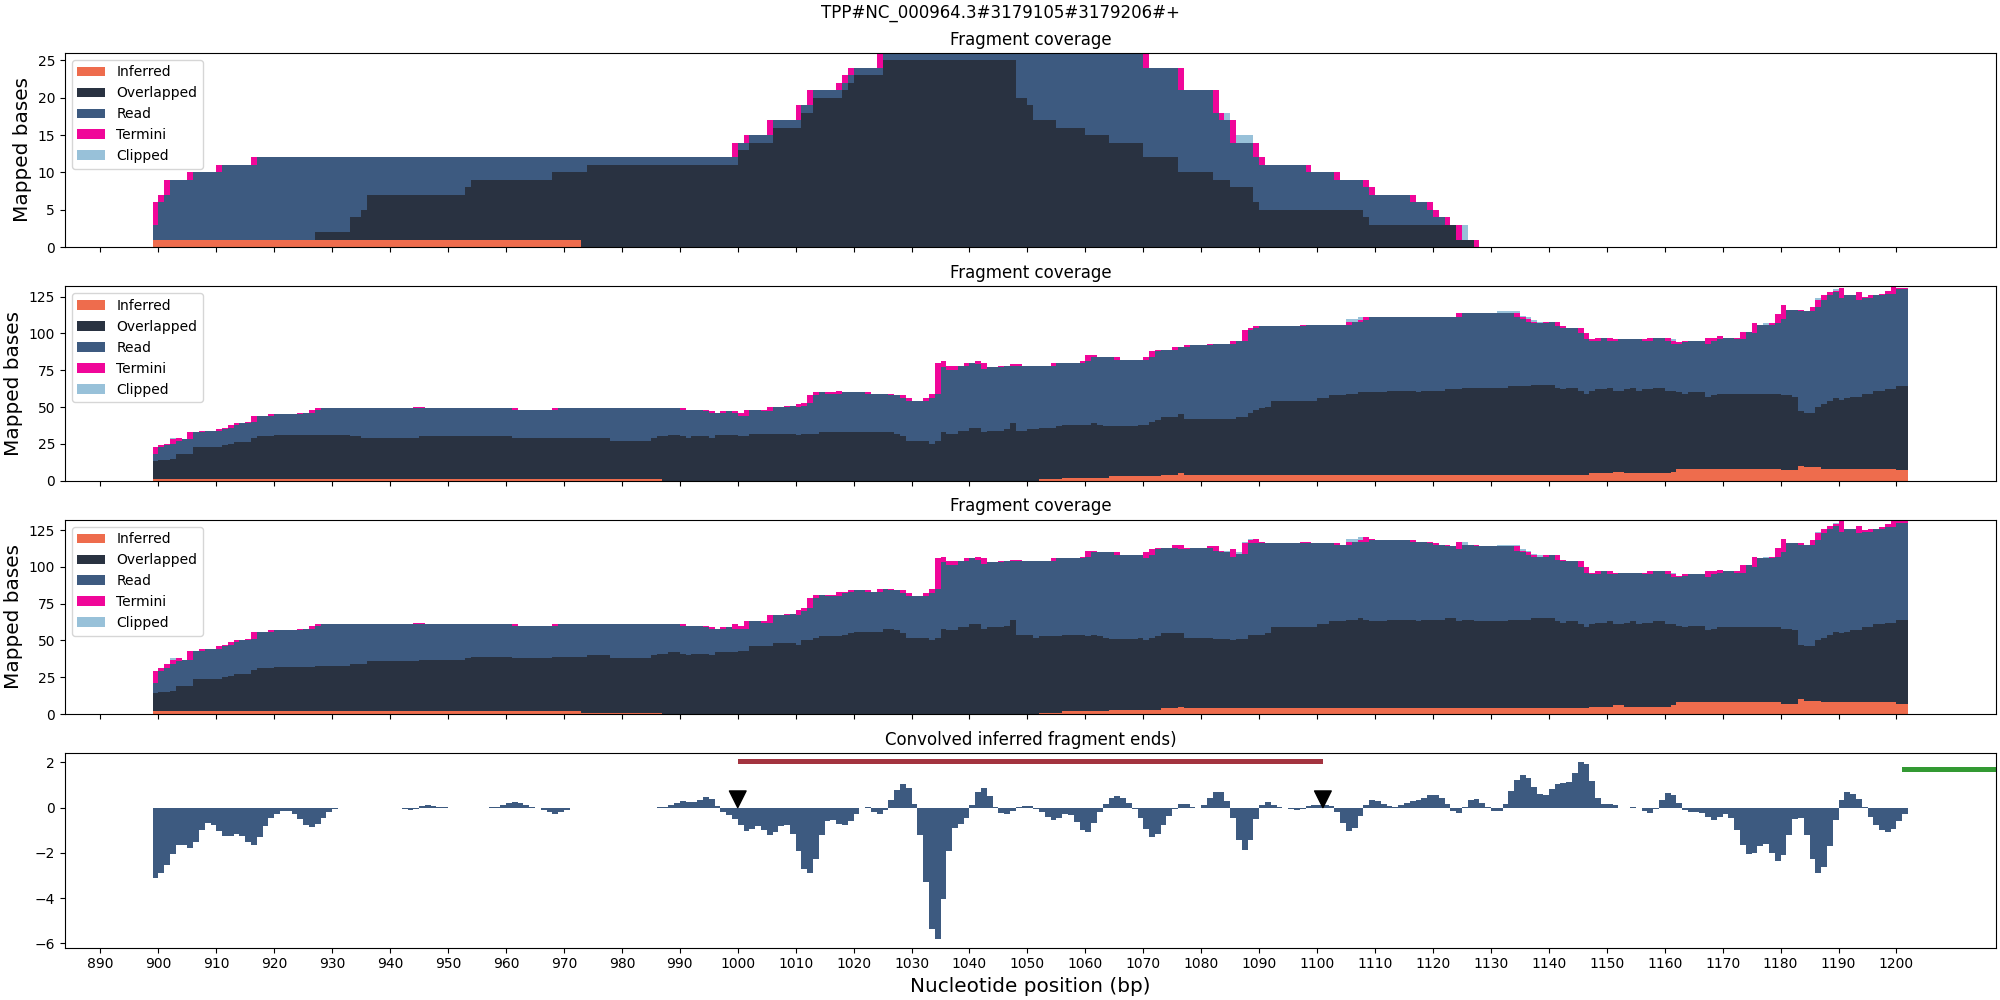 TPP#NC_000964.3#3179105#3179206#+
Fragment coverage
Mapped bases
25
20
15
10
5
0
Inferred
Overlapped
Read
Termini
Clipped
Fragment coverage
Mapped bases
125
100
75
50
25
0
Inferred
Overlapped
Read
Termini
Clipped
Fragment coverage
Mapped bases
125
100
75
50
25
0
Inferred
Overlapped
Read
Termini
Clipped
Convolved inferred fragment ends)
2
0
−2
−4
−6
890 900 910 920 930 940 950 960 970 980 990 1000 1010 1020 1030 1040 1050 1060 1070 1080 1090 1100 1110 1120 1130 1140 1150 1160 1170 1180 1190 1200
Nucleotide position (bp)